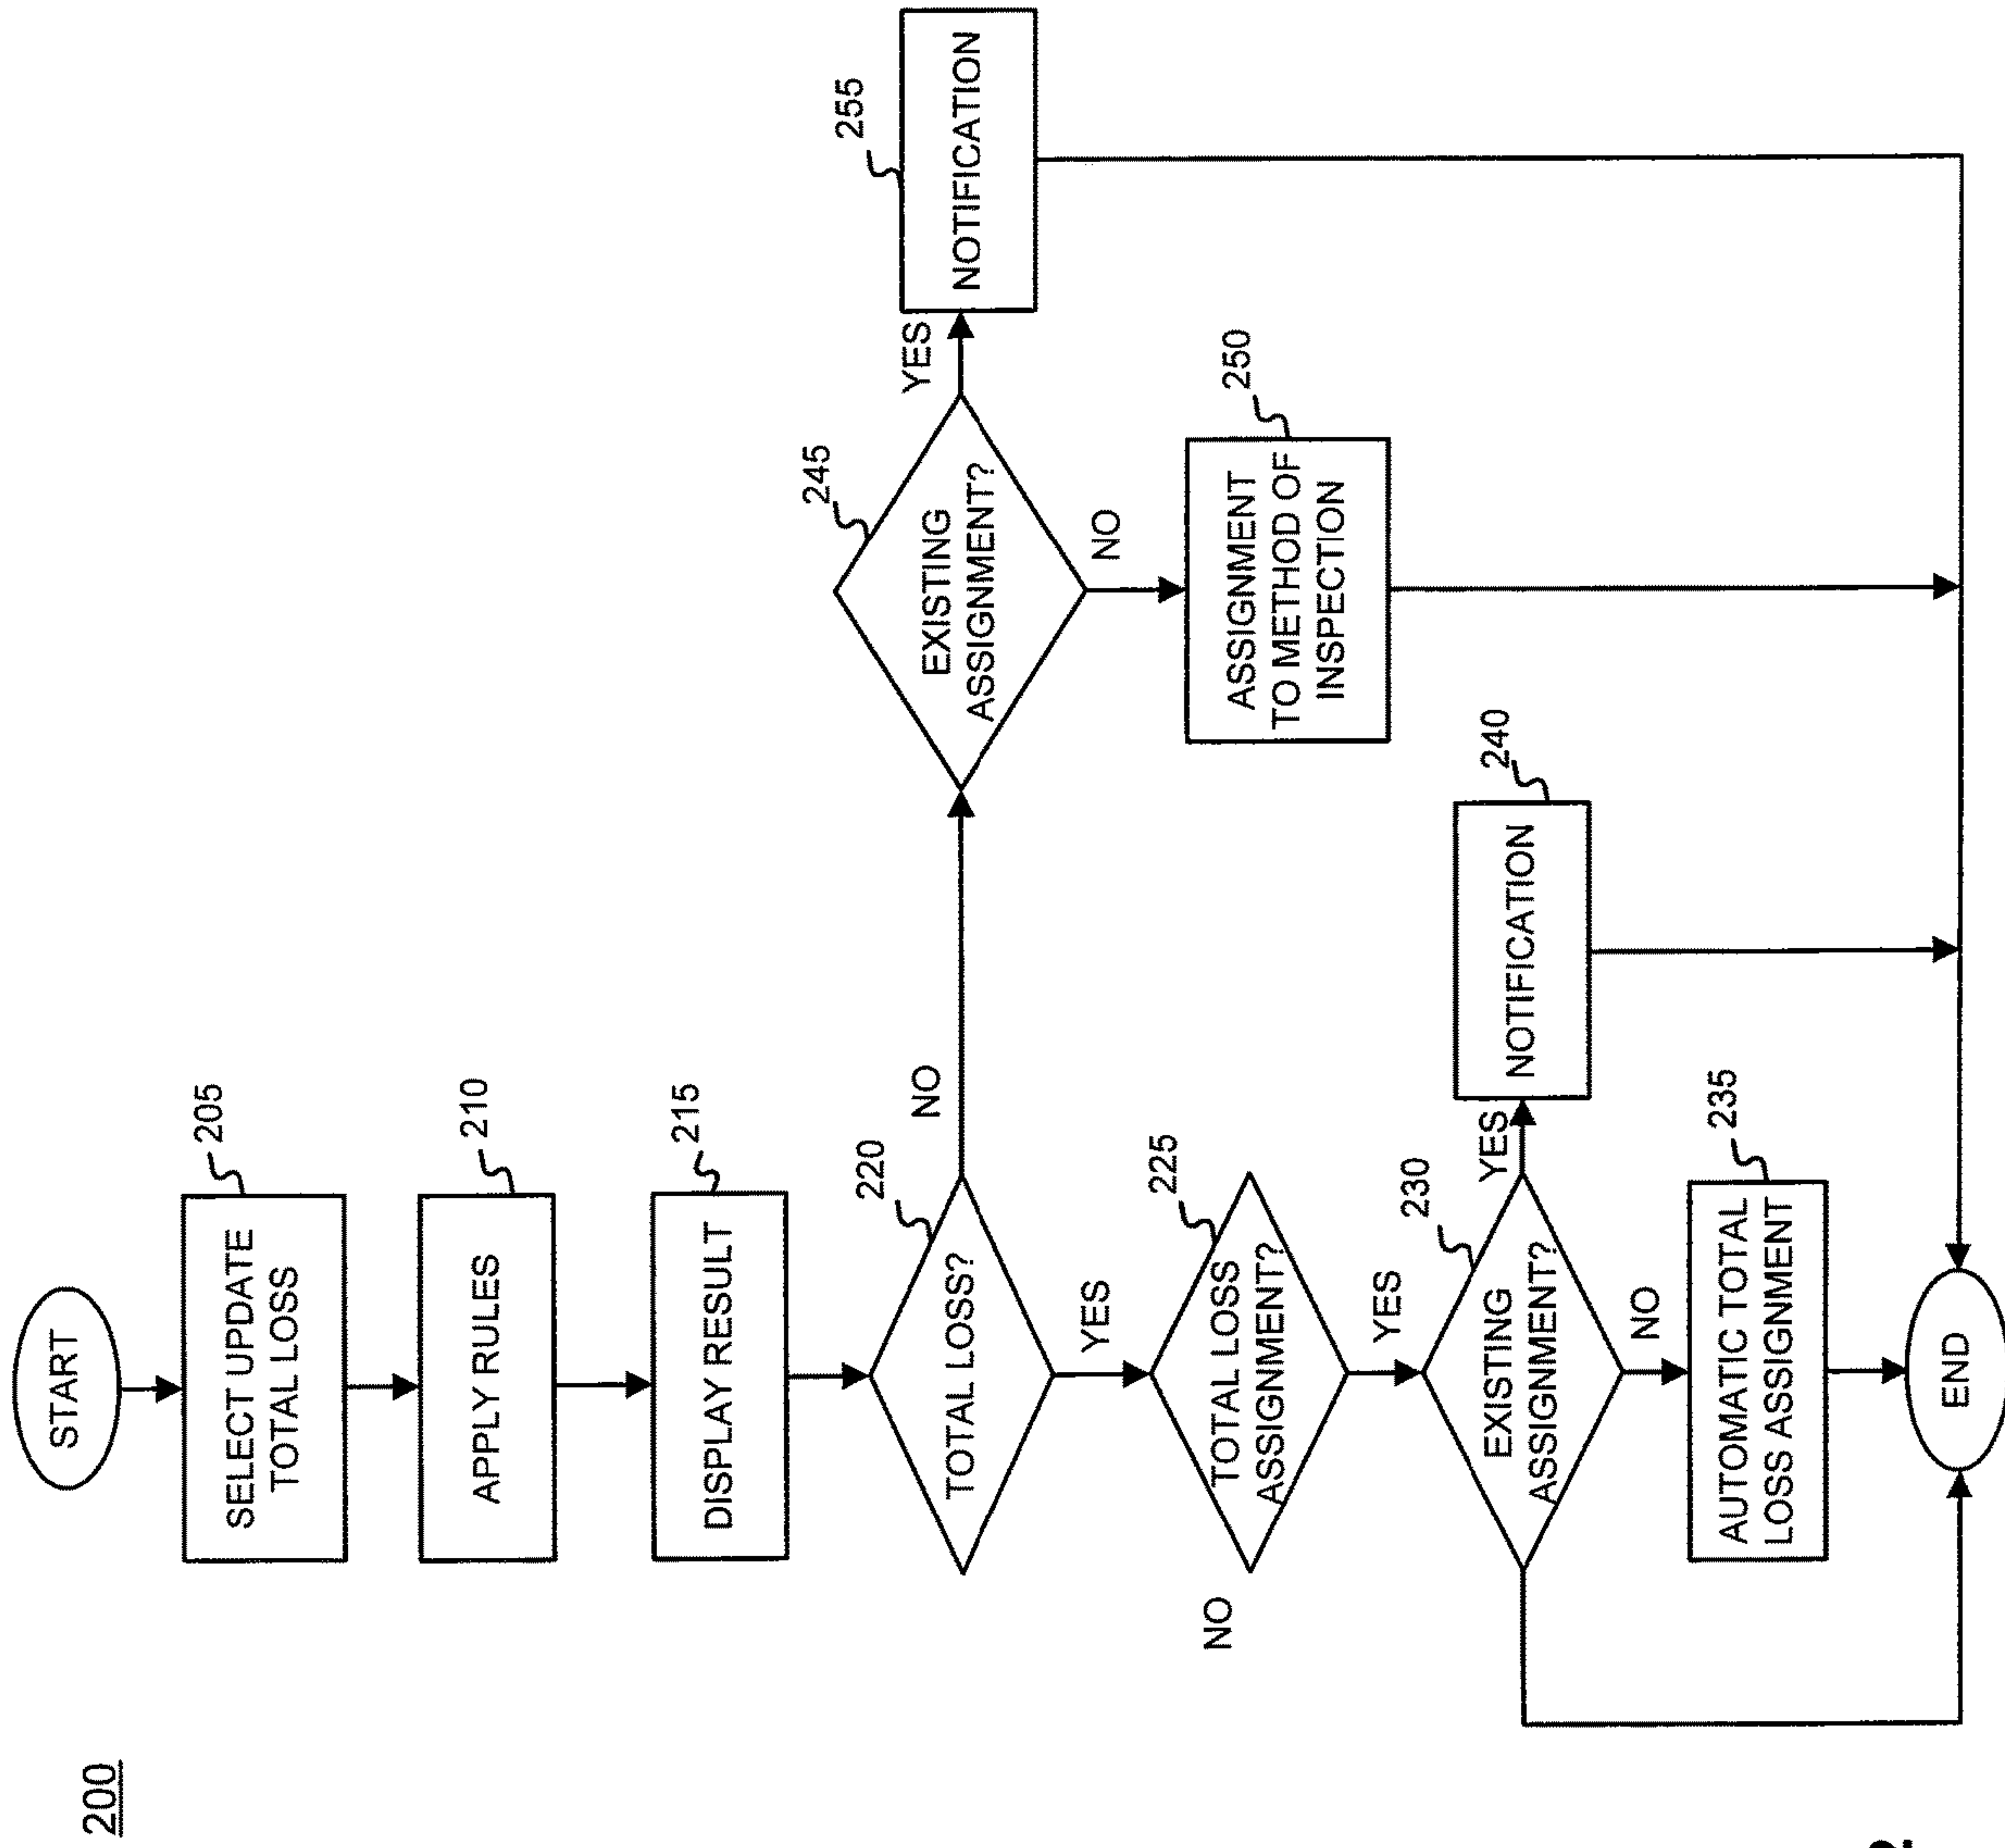 200
START
SELECT UPDATE
TOTAL LOSS
205
APPLY RULES
210
DISPLAY RESULT
215
TOTAL LOSS?
220
NO
YES
TOTAL LOSS
ASSIGNMENT?
225
NO
YES
EXISTING
ASSIGNMENT?
230
YES
NO
NOTIFICATION
240
AUTOMATIC TOTAL
LOSS ASSIGNMENT
235
END
EXISTING
ASSIGNMENT?
245
YES
NO
NOTIFICATION
255
ASSIGNMENT
TO METHOD OF
INSPECTION
250